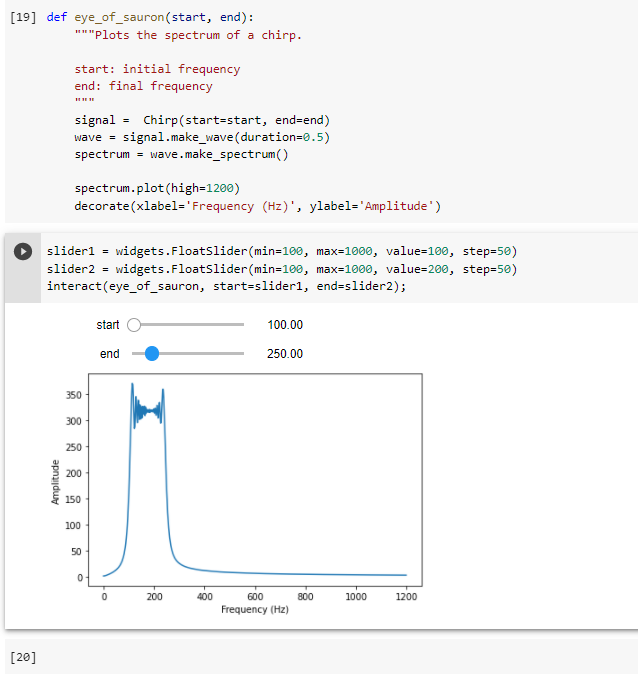 [19] def eye_of_sauron(start, end):
"""Plots the spectrum of a chirp.
start: initial frequency
end: final frequency
"""
signal =  Chirp(start=start, end=end)
wave = signal.make_wave(duration=0.5)
spectrum = wave.make_spectrum()
spectrum.plot(high=1200)
decorate(xlabel='Frequency (Hz)', ylabel='Amplitude')
slider1 = widgets.FloatSlider(min=100, max=1000, value=100, step=50)
slider2 = widgets.FloatSlider(min=100, max=1000, value=200, step=50)
interact(eye_of_sauron, start=slider1, end=slider2);
start 100.00
end 250.00
350
300
250
200
150
100
50
0
Amplitude
0 200 400 600 800 1000 1200
Frequency (Hz)
[20]